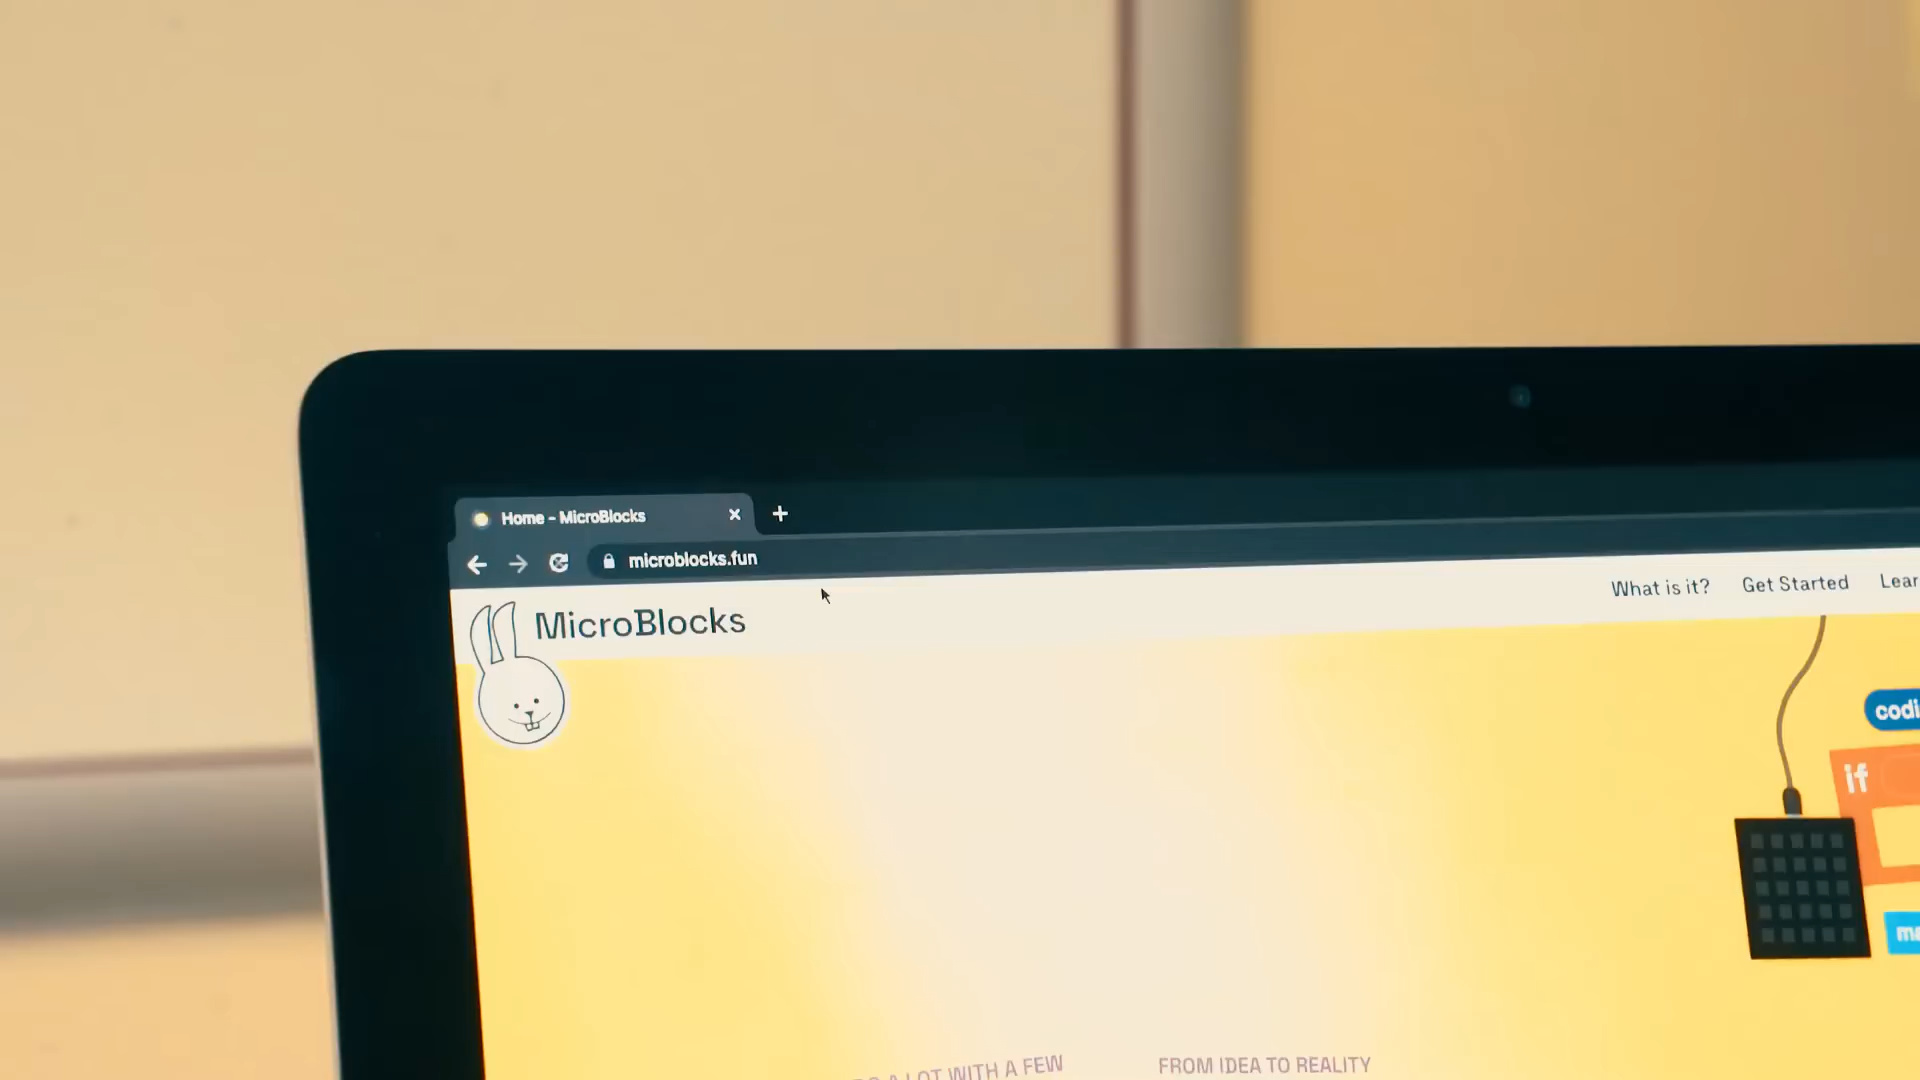 Home - MicroBlocks
microblocks.fun
MicroBlocks
What is it? Get Started
if
A LOT WITH A FEW
FROM IDEA TO REALITY